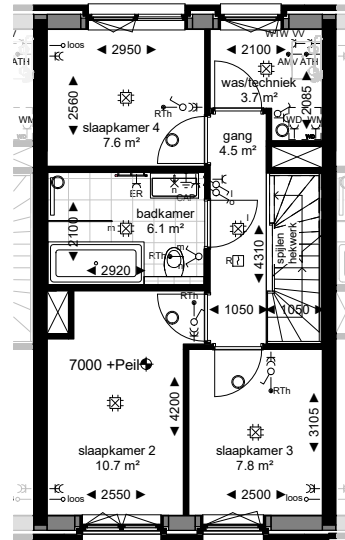 loos
2950
2100
WTW VV
ATH
AMV ATH
was/techniek
3.7 m²
2560
2085
RTh
WM
WD
WM
slaapkamer 4
7.6 m²
gang
4.5 m²
ER
CAP
badkamer
6.1 m²
2100
m
m
RTh
2920
R
4310
spijlen
hekwerk
RTh
1050
1050
7000 +Peil
RTh
4200
3105
slaapkamer 2
10.7 m²
slaapkamer 3
7.8 m²
loos
2550
2500
loos